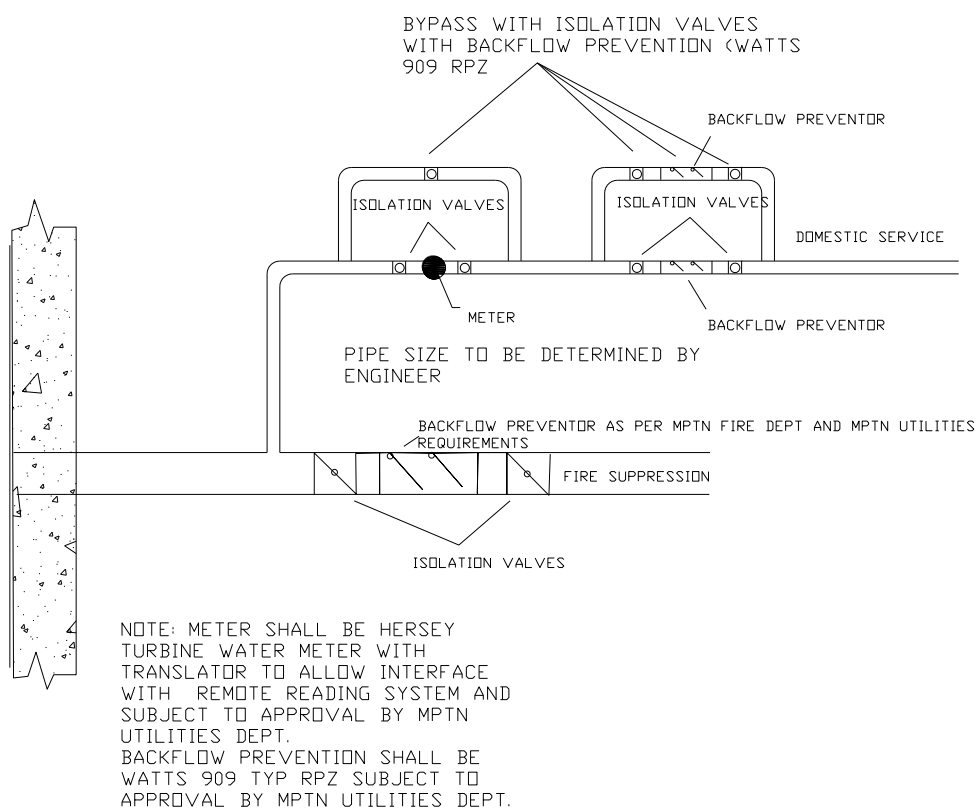 BYPASS WITH ISOLATION VALVES
WITH BACKFLOW PREVENTION (WATTS
909 RPZ
BACKFLOW PREVENTOR
ISOLATION VALVES
ISOLATION VALVES
DOMESTIC SERVICE
METER
BACKFLOW PREVENTOR
PIPE SIZE TO BE DETERMINED BY
ENGINEER
BACKFLOW PREVENTOR AS PER MPTN FIRE DEPT AND MPTN UTILITIES
REQUIREMENTS
FIRE SUPPRESSION
ISOLATION VALVES
NOTE: METER SHALL BE HERSEY
TURBINE WATER METER WITH
TRANSLATOR TO ALLOW INTERFACE
WITH REMOTE READING SYSTEM AND
SUBJECT TO APPROVAL BY MPTN
UTILITIES DEPT.
BACKFLOW PREVENTION SHALL BE
WATTS 909 TYP RPZ SUBJECT TO
APPROVAL BY MPTN UTILITIES DEPT.